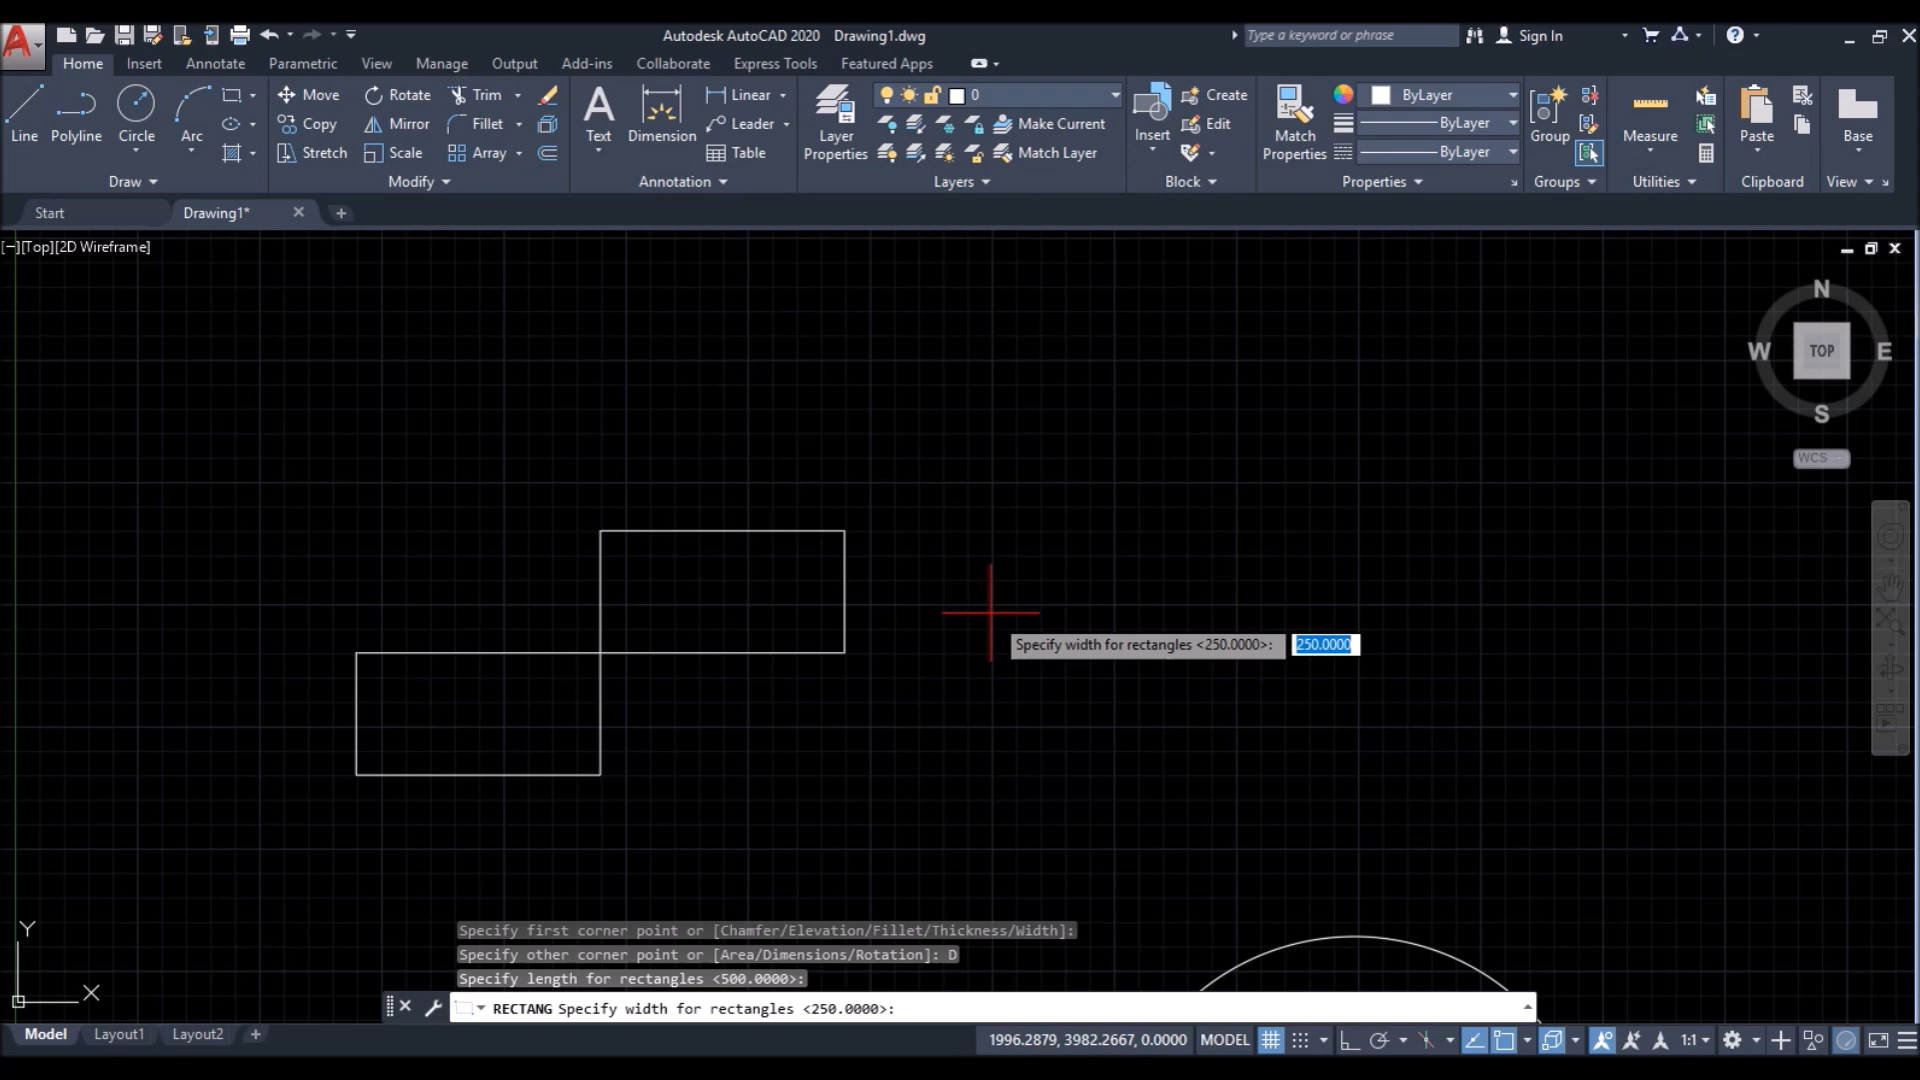 Autodesk AutoCAD 2020 Drawing1.dwg
Type a keyword or phrase
Sign In
Home Insert Annotate Parametric View Manage Output Add-ins Collaborate Express Tools Featured Apps
Line
Polyline
Circle
Arc
Draw
Move Rotate Trim
Copy Mirror Fillet
Stretch Scale Array
Modify
Text
Dimension
Linear
Leader
Table
Annotation
Layer
Properties
0
Make Current
Match Layer
Layers
Insert
Create
Edit
Block
Match
Properties
ByLayer
ByLayer
ByLayer
Properties
Group
Groups
Measure
Utilities
Paste
Clipboard
Base
View
Start
Drawing1*
[−][Top][2D Wireframe]
N
W TOP E
S
WCS
Specify width for rectangles <250.0000>: 250.0000
Y
X
Specify first corner point or [Chamfer/Elevation/Fillet/Thickness/Width]:
Specify other corner point or [Area/Dimensions/Rotation]: D
Specify length for rectangles <500.0000>:
RECTANG Specify width for rectangles <250.0000>:
Model Layout1 Layout2
1996.2879, 3982.2667, 0.0000 MODEL 1:1